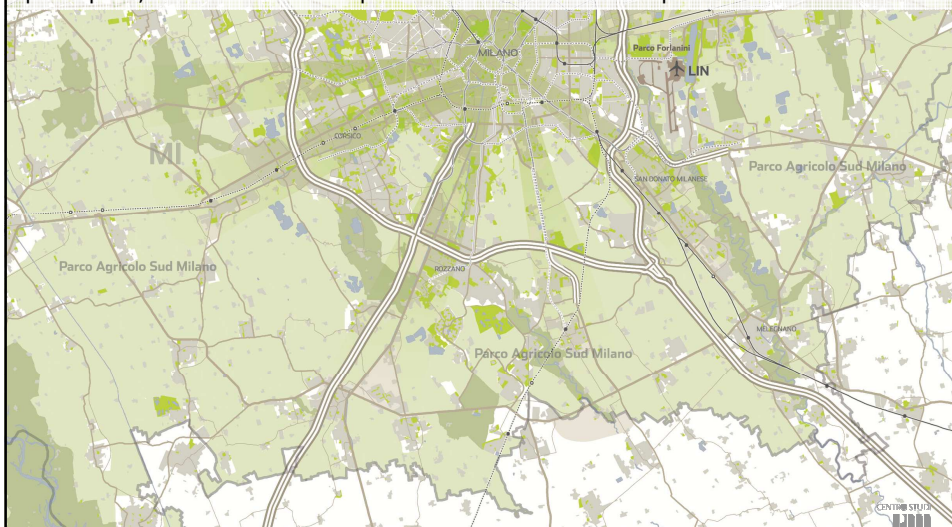 MILANO
Parco Forlanini
LIN
CORSICO
MI
Parco Agricolo Sud Milano
SAN DONATO MILANESE
Parco Agricolo Sud Milano
ROZZANO
MELEGNANO
Parco Agricolo Sud Milano
CENTRO STUDI